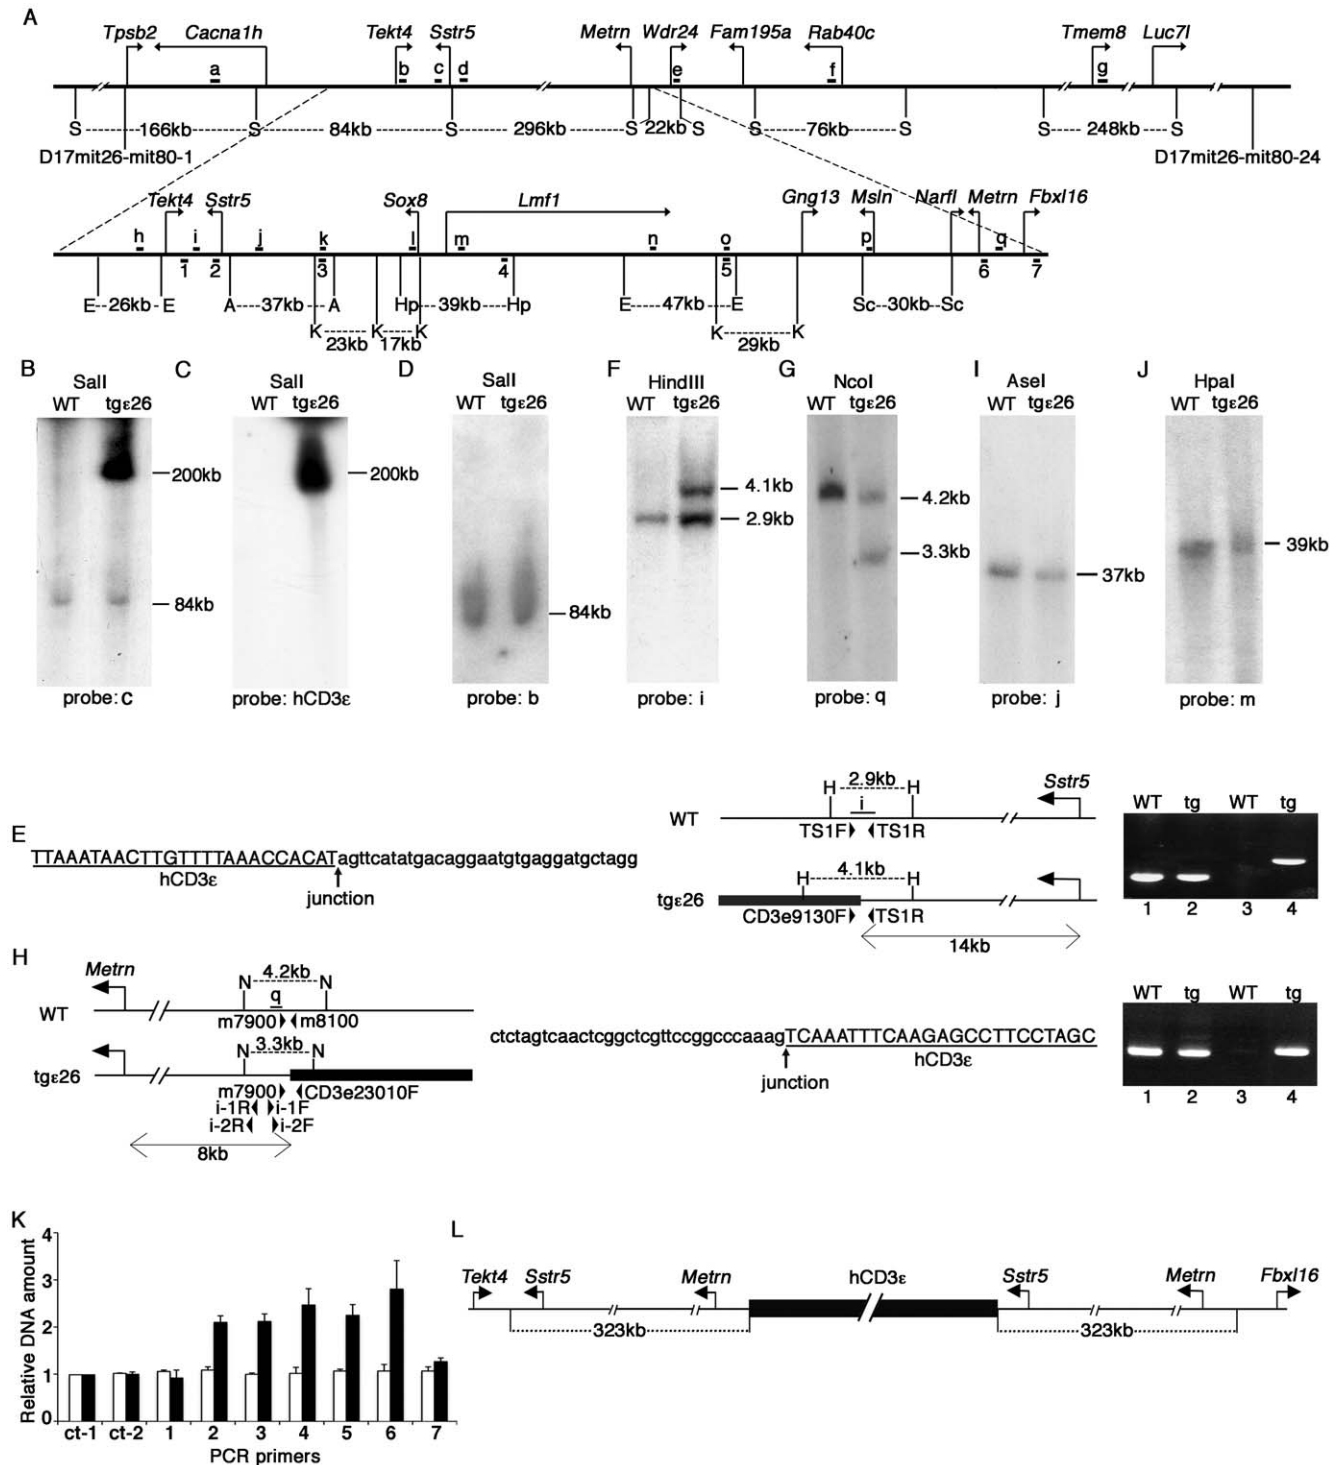 A
Tpsb2 Cacna1h Tekt4 Sstr5 Metrn Wdr24 Fam195a Rab40c Tmem8 Luc7l
a b c d e f g
S 166kb S 84kb S 296kb S 22kb S S 76kb S S 248kb S
D17mit26-mit80-1 D17mit26-mit80-24
Tekt4 Sstr5 Sox8 Lmf1 Gng13 Msln Narfl Metrn Fbxl16
h i j k l m n o p q
1 2 3 4 5 6 7
E 26kb E A 37kb A Hp 39kb Hp E 47kb E Sc 30kb Sc
K 23kb K 17kb K K 29kb K
B
SalI
WT tgε26
200kb
84kb
probe: c
C
SalI
WT tgε26
200kb
probe: hCD3ε
D
SalI
WT tgε26
84kb
probe: b
F
HindIII
WT tgε26
4.1kb
2.9kb
probe: i
G
NcoI
WT tgε26
4.2kb
3.3kb
probe: q
I
AseI
WT tgε26
37kb
probe: j
J
HpaI
WT tgε26
39kb
probe: m
E
TTAAATAACTTGTTTTAAACCACATagttcatatgacaggaatgtgaggatgctagg
hCD3ε
junction
WT
H 2.9kb H
i
Sstr5
TS1F TS1R
tgε26
H 4.1kb H
CD3e9130F TS1R
14kb
WT tg WT tg
1 2 3 4
H
Metrn
WT
N 4.2kb N
q
m7900 m8100
tgε26
N 3.3kb N
m7900 CD3e23010F
i-1R i-1F
i-2R i-2F
8kb
ctctagtcaactcggctcgttccggcccaaagTCAAATTTCAAGAGCCTTCCTAGC
hCD3ε
junction
WT tg WT tg
1 2 3 4
K
Relative DNA amount
4
3
2
1
0
ct-1 ct-2 1 2 3 4 5 6 7
PCR primers
L
Tekt4 Sstr5 Metrn hCD3ε Sstr5 Metrn Fbxl16
323kb 323kb